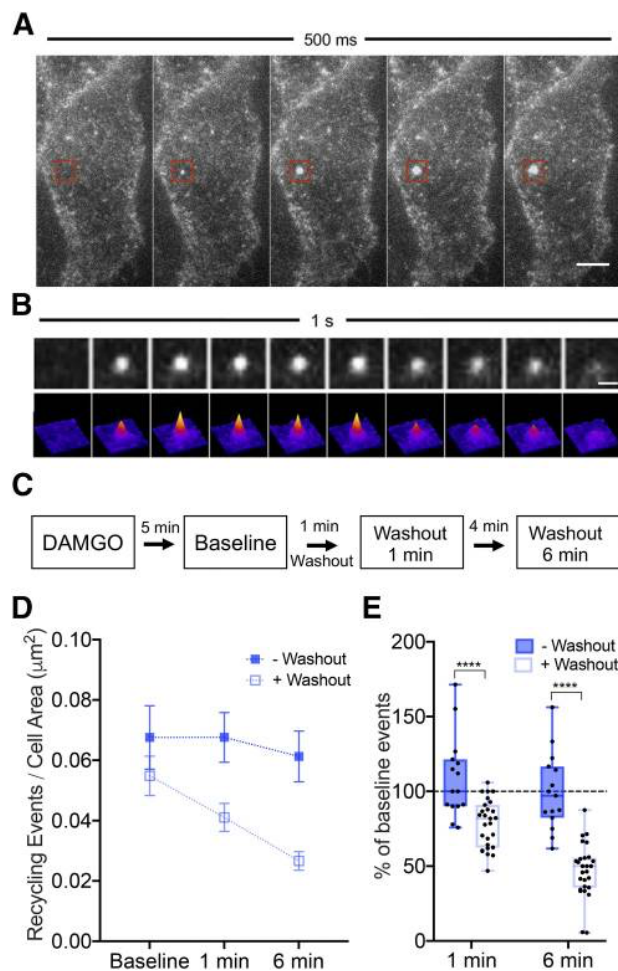 A
500 ms
B
1 s
C
DAMGO
5 min
Baseline
1 min
Washout
Washout
1 min
4 min
Washout
6 min
D
Recycling Events / Cell Area (μm²)
0.10
0.08
0.06
0.04
0.02
0.00
- Washout
+ Washout
Baseline
1 min
6 min
E
% of baseline events
200
150
100
50
0
- Washout
+ Washout
****
****
1 min
6 min